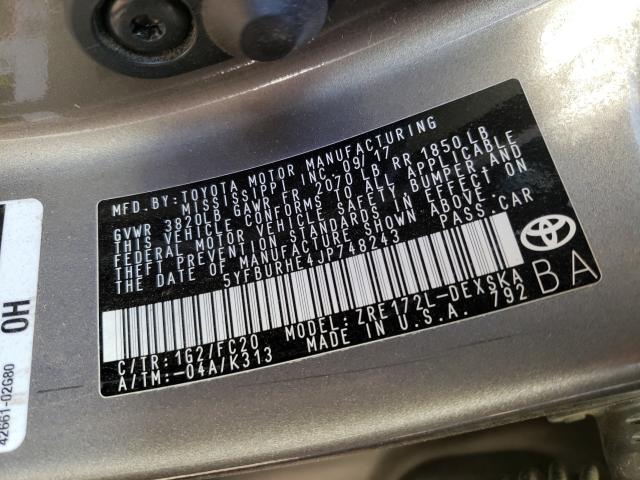 MFD.BY:TOYOTA MOTOR MANUFACTURING
MISSISSIPPI INC. 09/17
GVWR 3820LB GAWR FR 2070 LB RR 1850LB
THIS VEHICLE CONFORMS TO ALL APPLICABLE
FEDERAL MOTOR VEHICLE SAFETY BUMPER, AND
THEFT PREVENTION STANDARDS IN EFFECT ON
THE DATE OF MANUFACTURE SHOWN ABOVE.
5YFBURHE4JP748243 PASS.CAR
C/TR:1G2/FC20 MODEL:ZRE172L-DEXSKA
A/TM:-04A/K313 MADE IN U.S.A. 792
BA
0H
42661-02G80